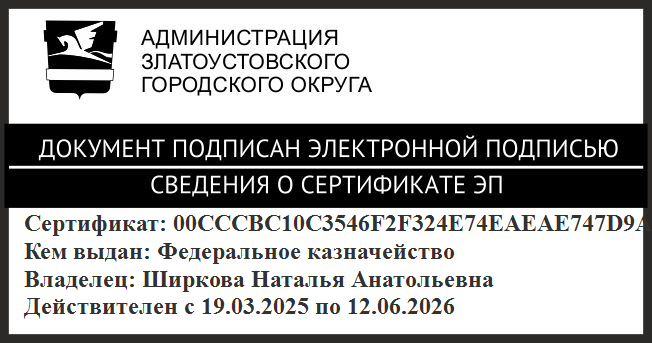 АДМИНИСТРАЦИЯ
ЗЛАТОУСТОВСКОГО
ГОРОДСКОГО ОКРУГА
ДОКУМЕНТ ПОДПИСАН ЭЛЕКТРОННОЙ ПОДПИСЬЮ
СВЕДЕНИЯ О СЕРТИФИКАТЕ ЭП
Сертификат: 00CCCBC10C3546F2F324E74EAEAE747D9A
Кем выдан: Федеральное казначейство
Владелец: Ширкова Наталья Анатольевна
Действителен с 19.03.2025 по 12.06.2026